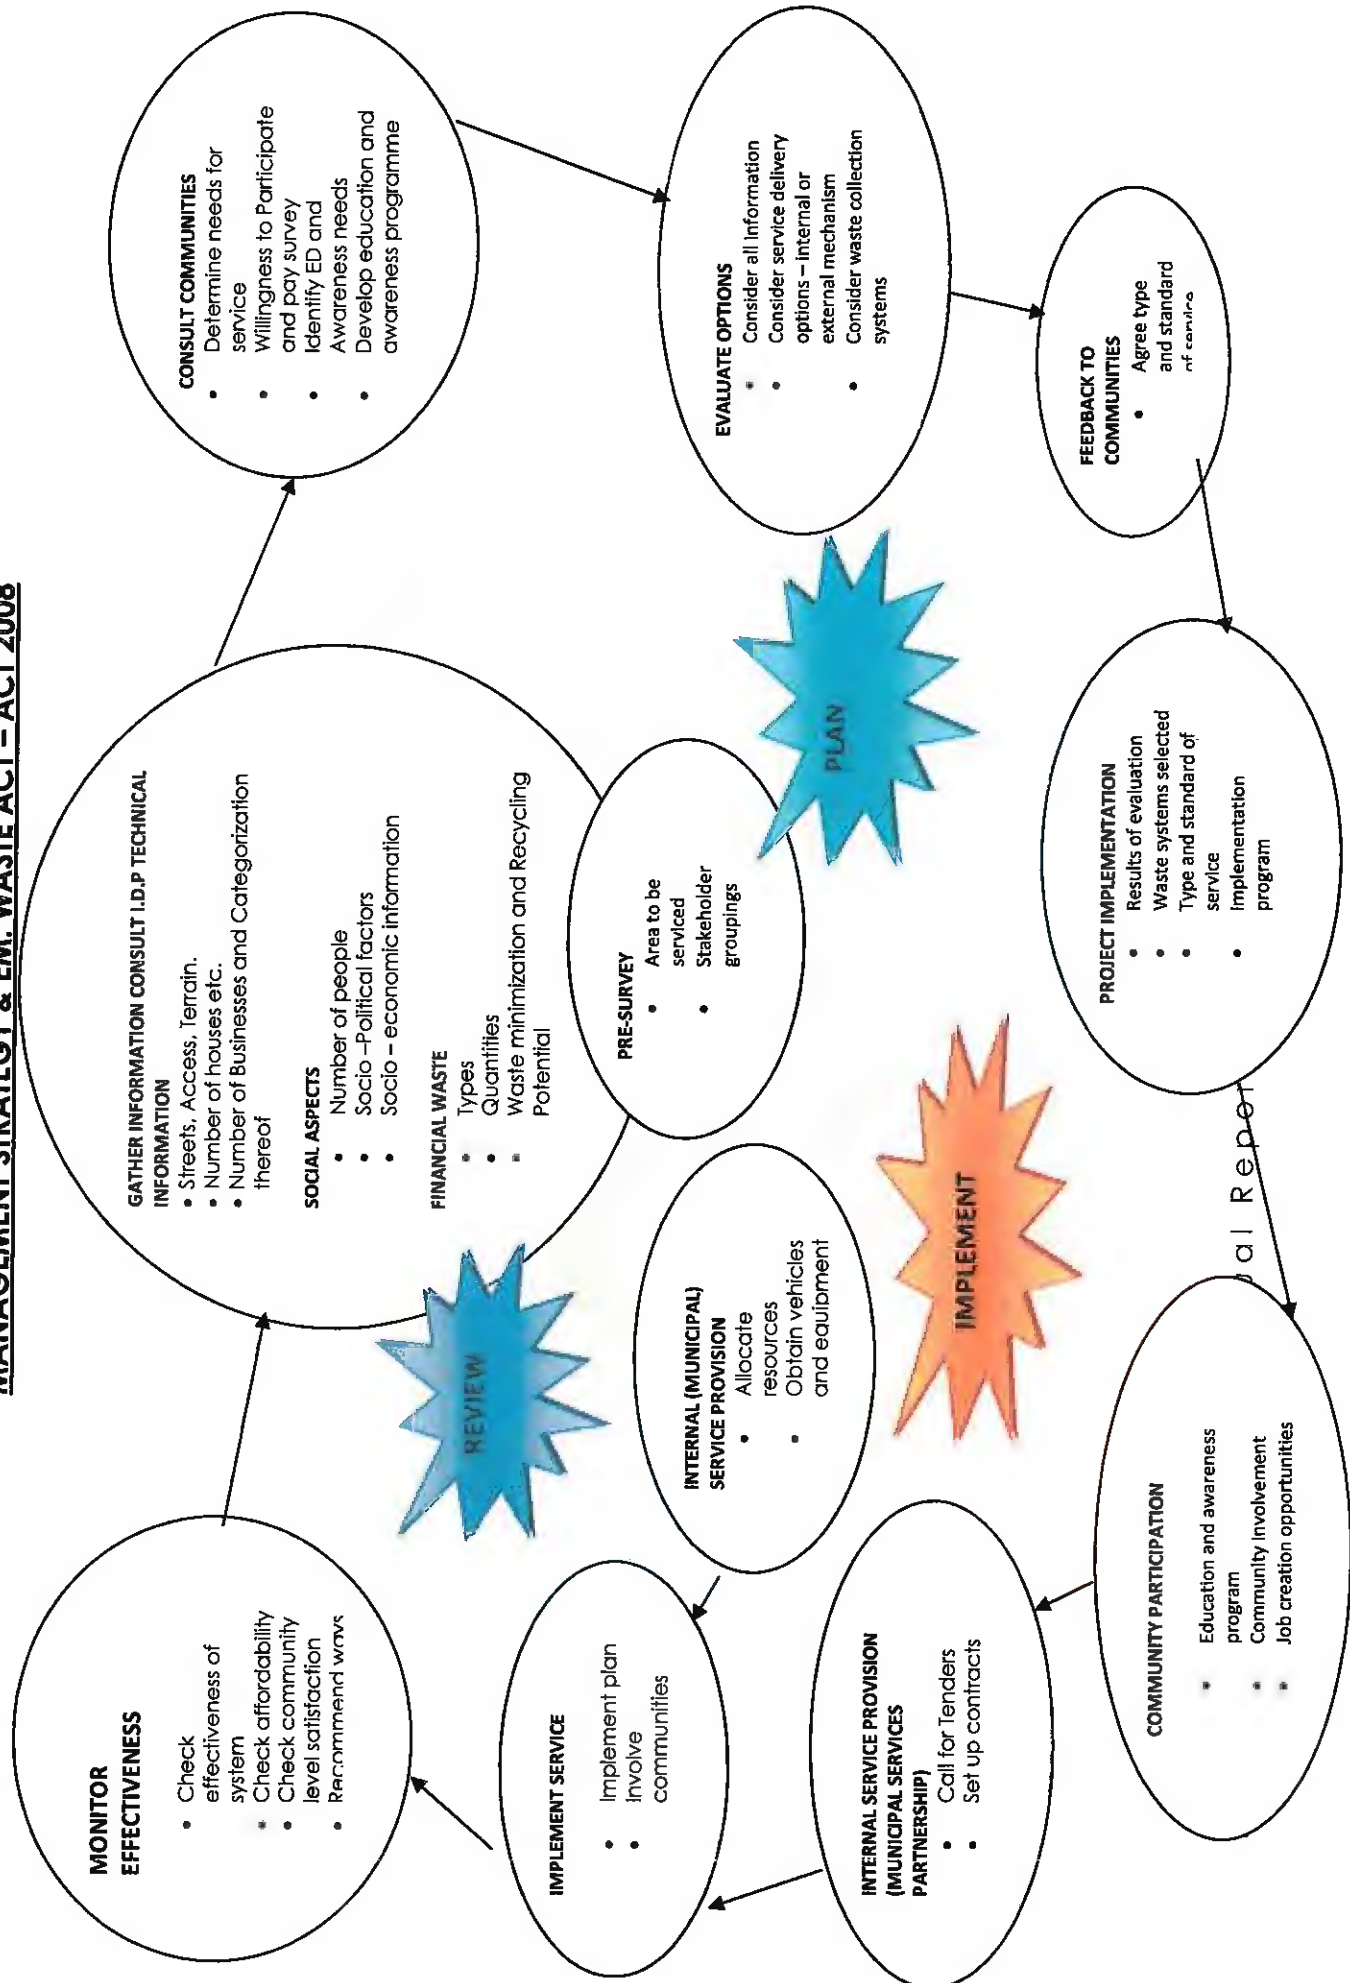 MANAGEMENT STRATEGY & EM. WASTE ACT – ACT 2008
MONITOR
EFFECTIVENESS
• Check
effectiveness of
system
• Check affordability
• Check community
level satisfaction
• Recommend ways
GATHER INFORMATION CONSULT I.D.P TECHNICAL
INFORMATION
• Streets, Access, Terrain.
• Number of houses etc.
• Number of Businesses and Categorization
thereof
SOCIAL ASPECTS
• Number of people
• Socio –Political factors
• Socio – economic information
FINANCIAL WASTE
• Types
• Quantities
• Waste minimization and Recycling
Potential
CONSULT COMMUNITIES
• Determine needs for
service
• Willingness to Participate
and pay survey
• Identify ED and
Awareness needs
• Develop education and
awareness programme
REVIEW
PRE-SURVEY
• Area to be
serviced
• Stakeholder
groupings
IMPLEMENT SERVICE
• Implement plan
• Involve
communities
INTERNAL (MUNICIPAL)
SERVICE PROVISION
• Allocate
resources
• Obtain vehicles
and equipment
PLAN
EVALUATE OPTIONS
• Consider all Information
• Consider service delivery
options – internal or
external mechanism
• Consider waste collection
systems
INTERNAL SERVICE PROVISION
(MUNICIPAL SERVICES
PARTNERSHIP)
• Call for Tenders
• Set up contracts
IMPLEMENT
FEEDBACK TO
COMMUNITIES
• Agree type
and standard
of service
COMMUNITY PARTICIPATION
• Education and awareness
program
• Community Involvement
• Job creation opportunities
PROJECT IMPLEMENTATION
• Results of evaluation
• Waste systems selected
• Type and standard of
service
• Implementation
program